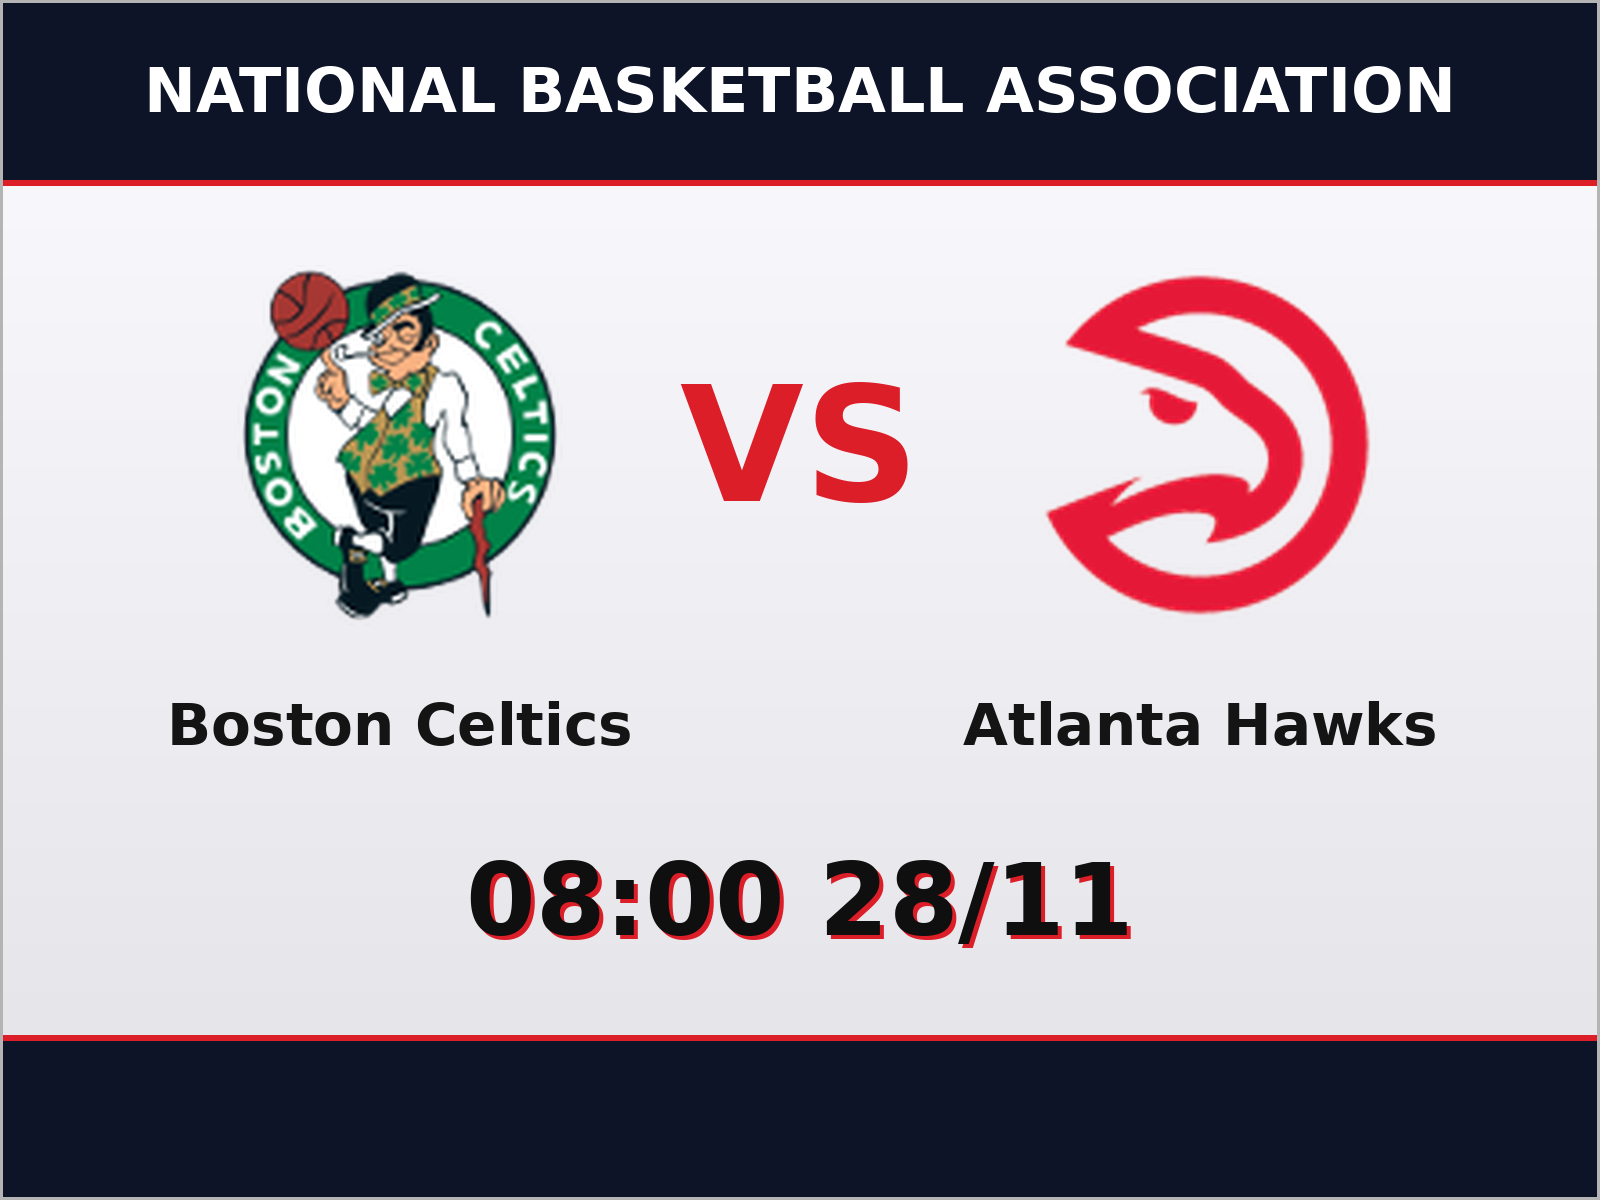 NATIONAL BASKETBALL ASSOCIATION
BOSTON CELTICS
VS
Boston Celtics
Atlanta Hawks
08:00 28/11